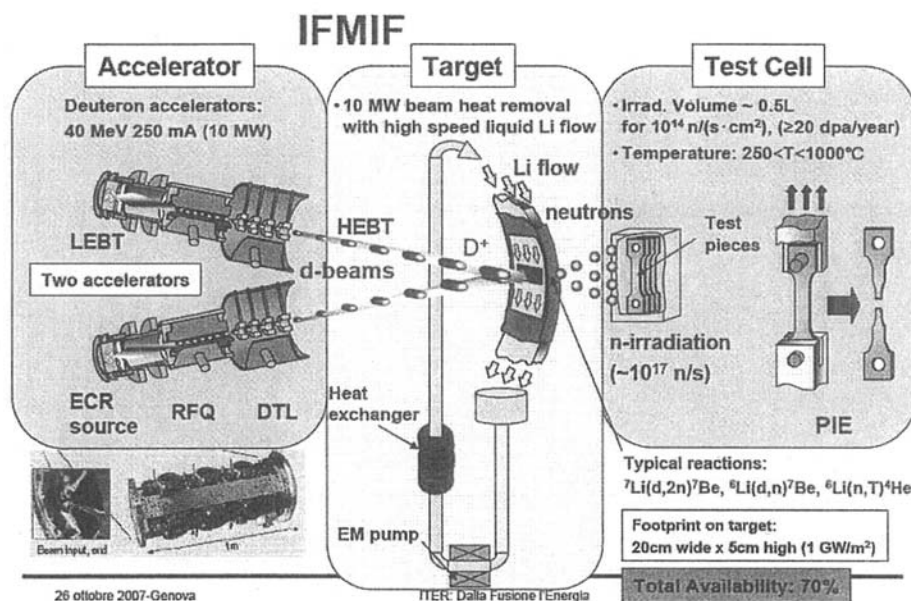 IFMIF
Accelerator
Deuteron accelerators:
40 MeV 250 mA (10 MW)
LEBT
Two accelerators
ECR
source
RFQ
DTL
Beam Input, end
1m
Target
• 10 MW beam heat removal
with high speed liquid Li flow
Li flow
neutrons
HEBT
D⁺
d-beams
Heat
exchanger
EM pump
Test Cell
• Irrad. Volume ~ 0.5L
for 10¹⁴ n/(s·cm²), (≥20 dpa/year)
• Temperature: 250<T<1000°C
Test
pieces
n-irradiation
(~10¹⁷ n/s)
PIE
Typical reactions:
⁷Li(d,2n)⁷Be, ⁶Li(d,n)⁷Be, ⁶Li(n,T)⁴He
Footprint on target:
20cm wide x 5cm high (1 GW/m²)
Total Availability: 70%
26 ottobre 2007-Genova
ITER: Dalla Fusione l'Energia